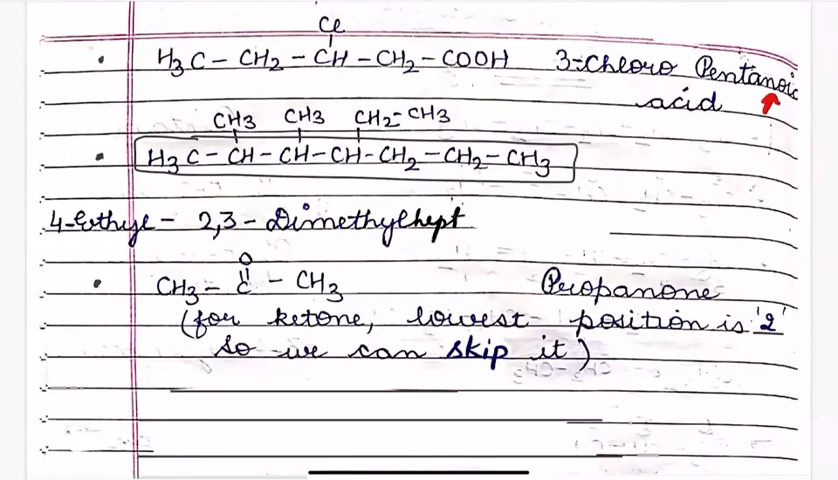 Cl
• H3C – CH2 – CH – CH2 – COOH 3-Chloro Pentanoic
acid
CH3 CH3 CH2-CH3
• H3C – CH – CH – CH – CH2 – CH2 – CH3
4-Ethyl – 2,3 – Dimethylhept
O
• CH3 – C – CH3 Propanone
(for ketone, lowest position is '2'
So we can skip it)